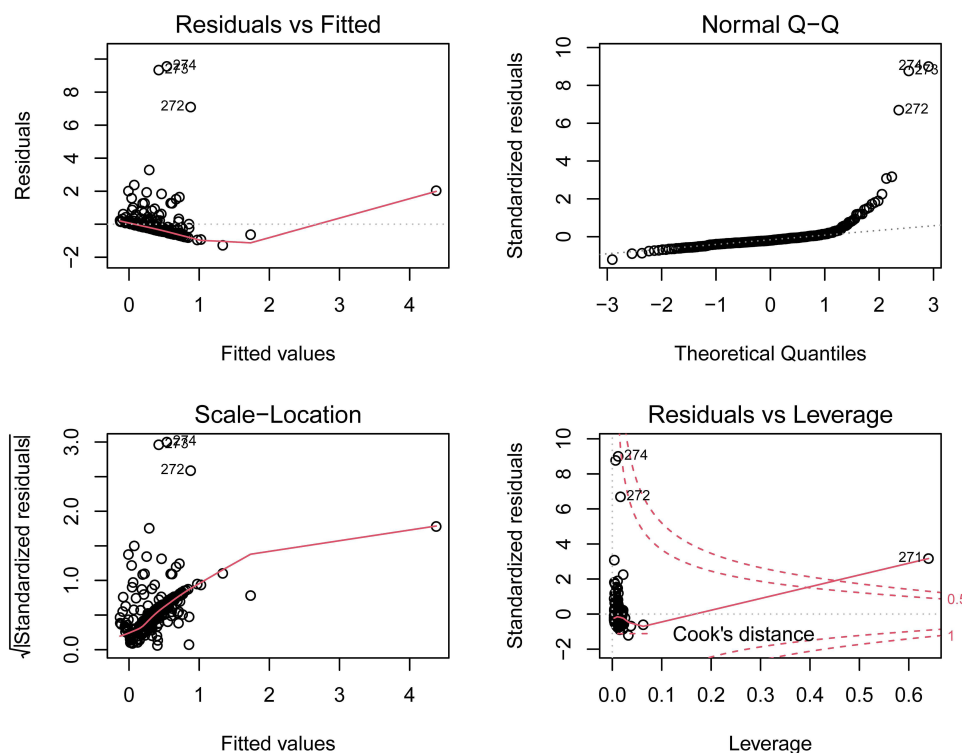 Residuals vs Fitted
Residuals
−2 0 2 4 6 8
274
273
272
0 1 2 3 4
Fitted values
Normal Q−Q
Standardized residuals
0 2 4 6 8 10
274
273
272
−3 −2 −1 0 1 2 3
Theoretical Quantiles
Scale−Location
√|Standardized residuals|
0.0 1.0 2.0 3.0
274
273
272
0 1 2 3 4
Fitted values
Residuals vs Leverage
Standardized residuals
−2 0 2 4 6 8 10
274
272
271
0.5
1
Cook's distance
0.0 0.1 0.2 0.3 0.4 0.5 0.6
Leverage